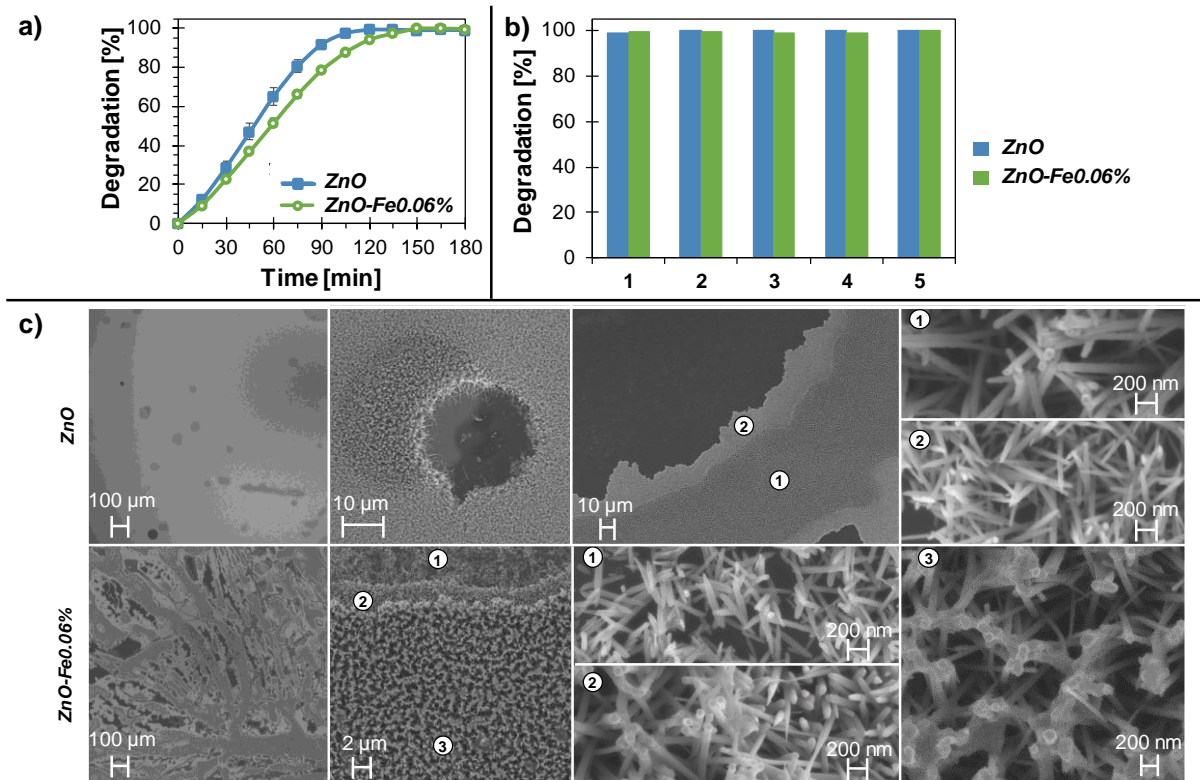 a)
Degradation [%]
100
80
60
40
20
0
0 30 60 90 120 150 180
Time [min]
ZnO
ZnO-Fe0.06%
b)
Degradation [%]
100
80
60
40
20
0
1 2 3 4 5
ZnO
ZnO-Fe0.06%
c)
ZnO
100 µm
10 µm
10 µm
2
1
1
200 nm
2
200 nm
ZnO-Fe0.06%
100 µm
1
2
3
2 µm
1
200 nm
2
200 nm
3
200 nm